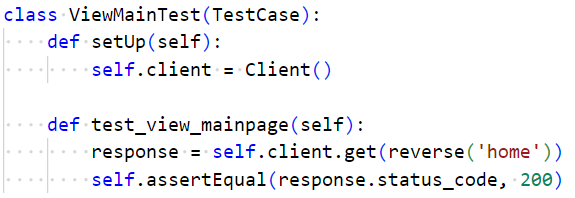 class ViewMainTest(TestCase):
    def setUp(self):
        self.client = Client()

    def test_view_mainpage(self):
        response = self.client.get(reverse('home'))
        self.assertEqual(response.status_code, 200)